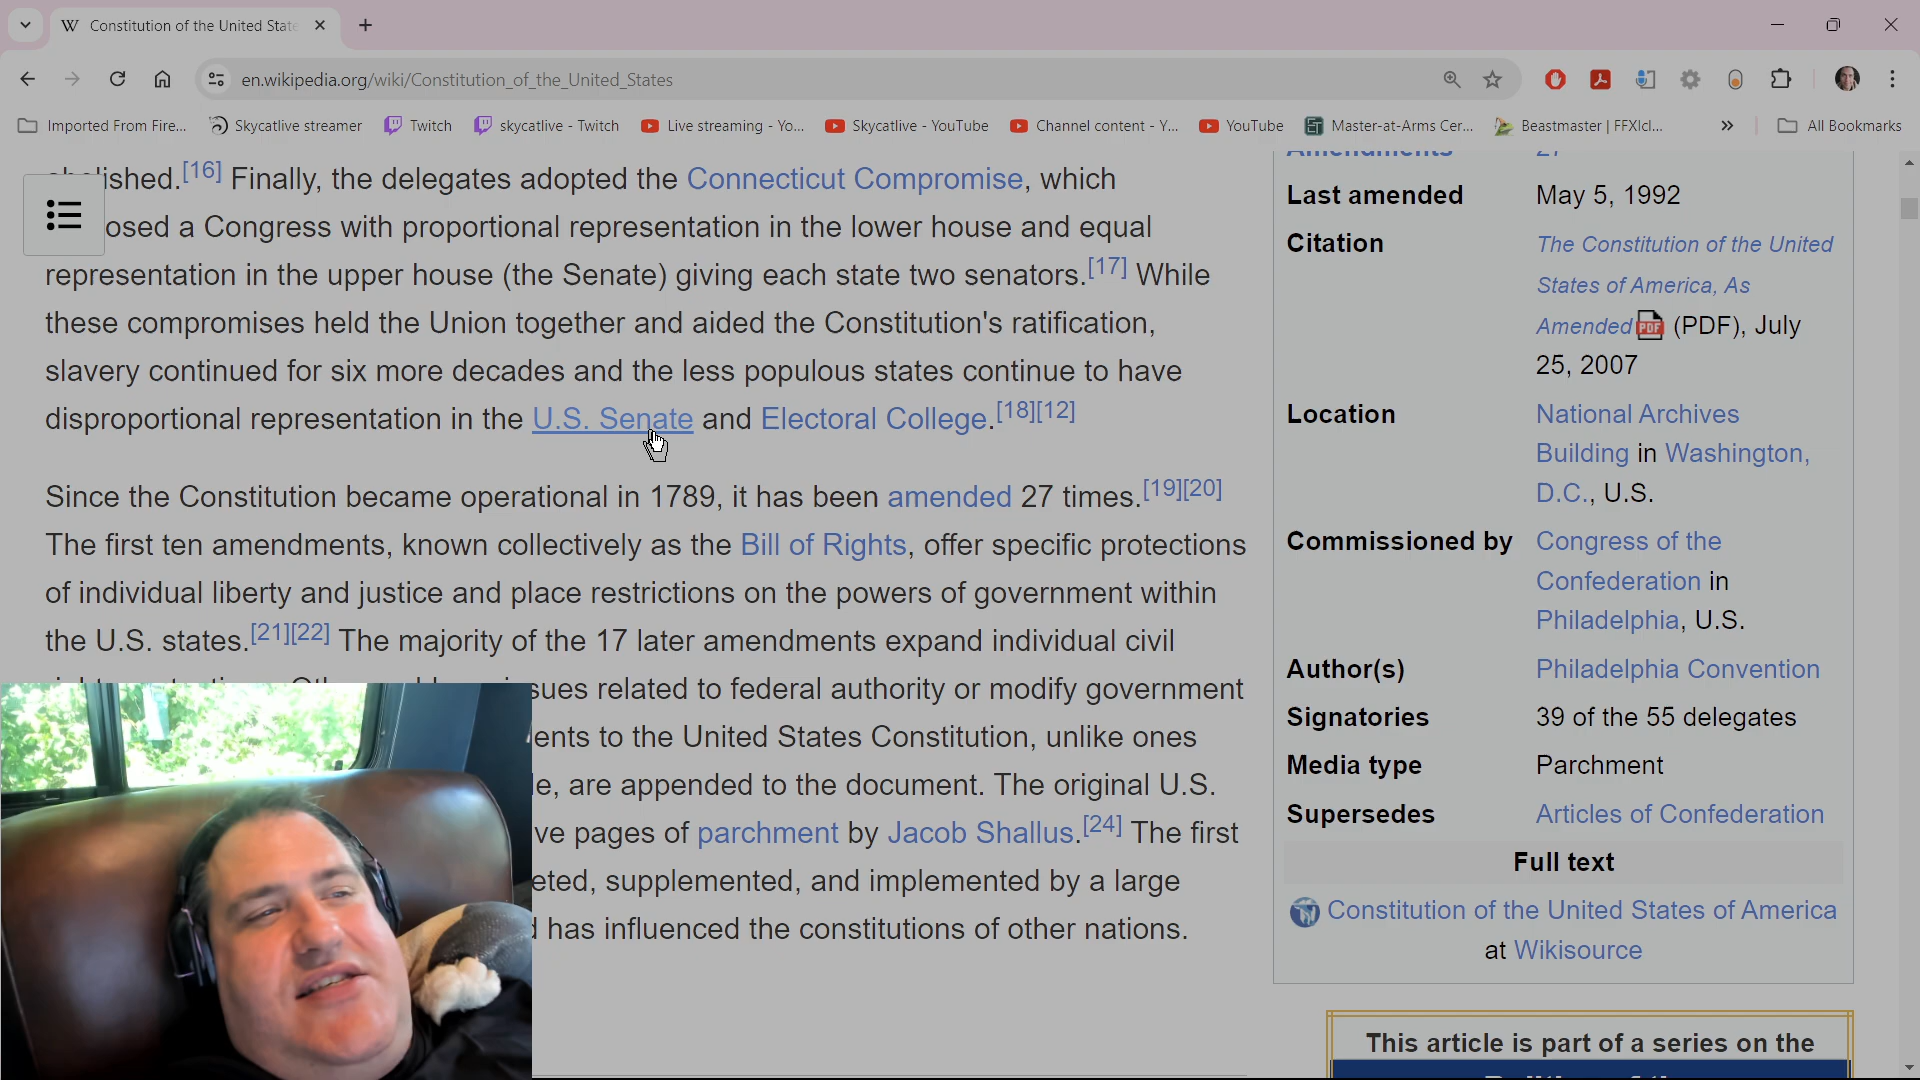 Constitution of the United State
en.wikipedia.org/wiki/Constitution_of_the_United_States
Imported From Fire...
Skycatlive streamer
Twitch
skycatlive - Twitch
Live streaming - Yo...
Skycatlive - YouTube
Channel content - Y...
YouTube
Master-at-Arms Cer...
Beastmaster | FFXIcl...
All Bookmarks
ished.[16] Finally, the delegates adopted the Connecticut Compromise, which
osed a Congress with proportional representation in the lower house and equal
representation in the upper house (the Senate) giving each state two senators.[17] While
these compromises held the Union together and aided the Constitution's ratification,
slavery continued for six more decades and the less populous states continue to have
disproportional representation in the U.S. Senate and Electoral College.[18][12]
Since the Constitution became operational in 1789, it has been amended 27 times.[19][20]
The first ten amendments, known collectively as the Bill of Rights, offer specific protections
of individual liberty and justice and place restrictions on the powers of government within
the U.S. states.[21][22] The majority of the 17 later amendments expand individual civil
sues related to federal authority or modify government
ents to the United States Constitution, unlike ones
le, are appended to the document. The original U.S.
ve pages of parchment by Jacob Shallus.[24] The first
eted, supplemented, and implemented by a large
has influenced the constitutions of other nations.
Amendments 27
Last amended May 5, 1992
Citation The Constitution of the United
States of America, As
Amended PDF (PDF), July
25, 2007
Location National Archives
Building in Washington,
D.C., U.S.
Commissioned by Congress of the
Confederation in
Philadelphia, U.S.
Author(s) Philadelphia Convention
Signatories 39 of the 55 delegates
Media type Parchment
Supersedes Articles of Confederation
Full text
Constitution of the United States of America
at Wikisource
This article is part of a series on the